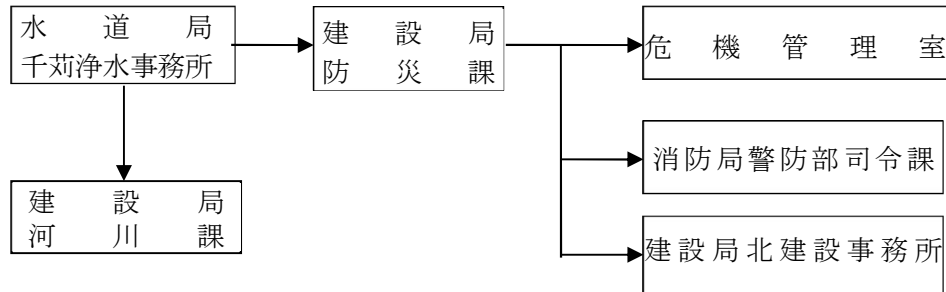 水道局
千苅浄水事務所
建設局
防災課
危機管理室
消防局警防部司令課
建設局
河川課
建設局北建設事務所